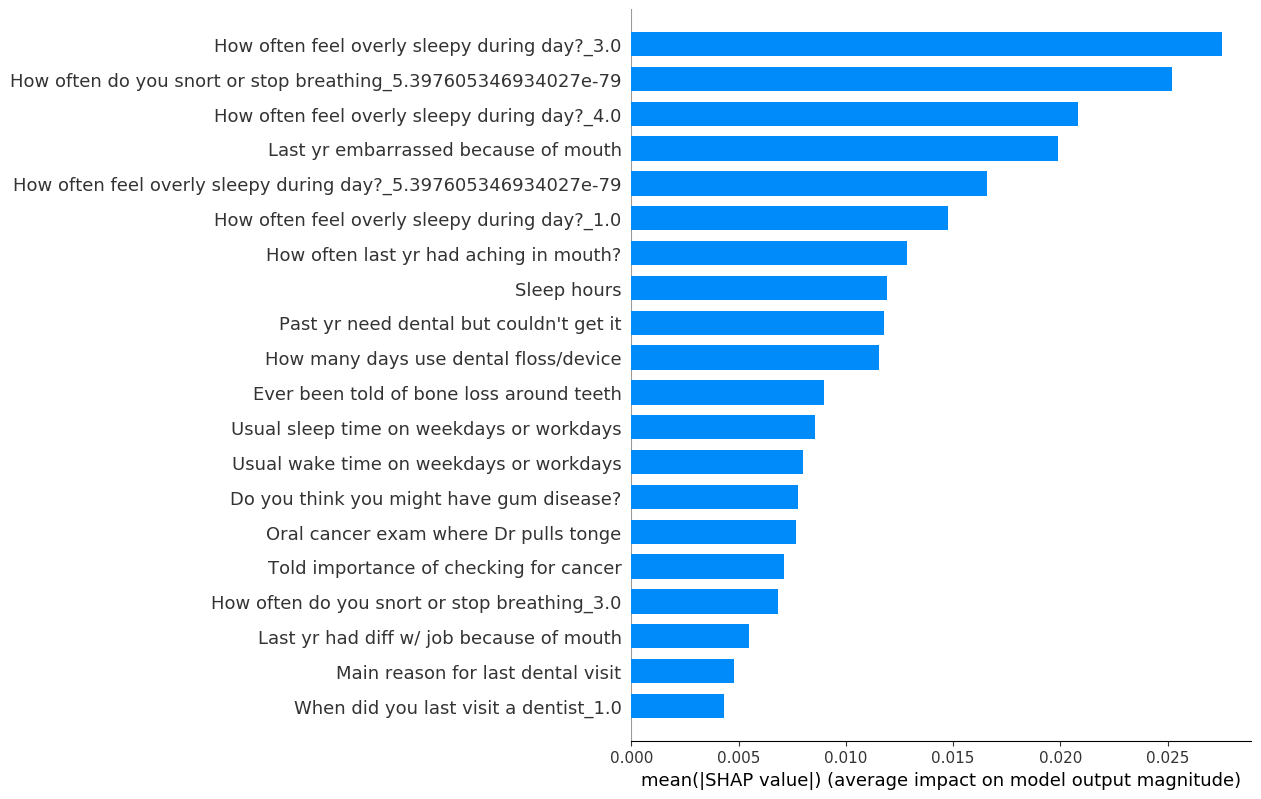 How often feel overly sleepy during day?_3.0
How often do you snort or stop breathing_5.397605346934027e-79
How often feel overly sleepy during day?_4.0
Last yr embarrassed because of mouth
How often feel overly sleepy during day?_5.397605346934027e-79
How often feel overly sleepy during day?_1.0
How often last yr had aching in mouth?
Sleep hours
Past yr need dental but couldn't get it
How many days use dental floss/device
Ever been told of bone loss around teeth
Usual sleep time on weekdays or workdays
Usual wake time on weekdays or workdays
Do you think you might have gum disease?
Oral cancer exam where Dr pulls tonge
Told importance of checking for cancer
How often do you snort or stop breathing_3.0
Last yr had diff w/ job because of mouth
Main reason for last dental visit
When did you last visit a dentist_1.0
0.000 0.005 0.010 0.015 0.020 0.025
mean(|SHAP value|) (average impact on model output magnitude)